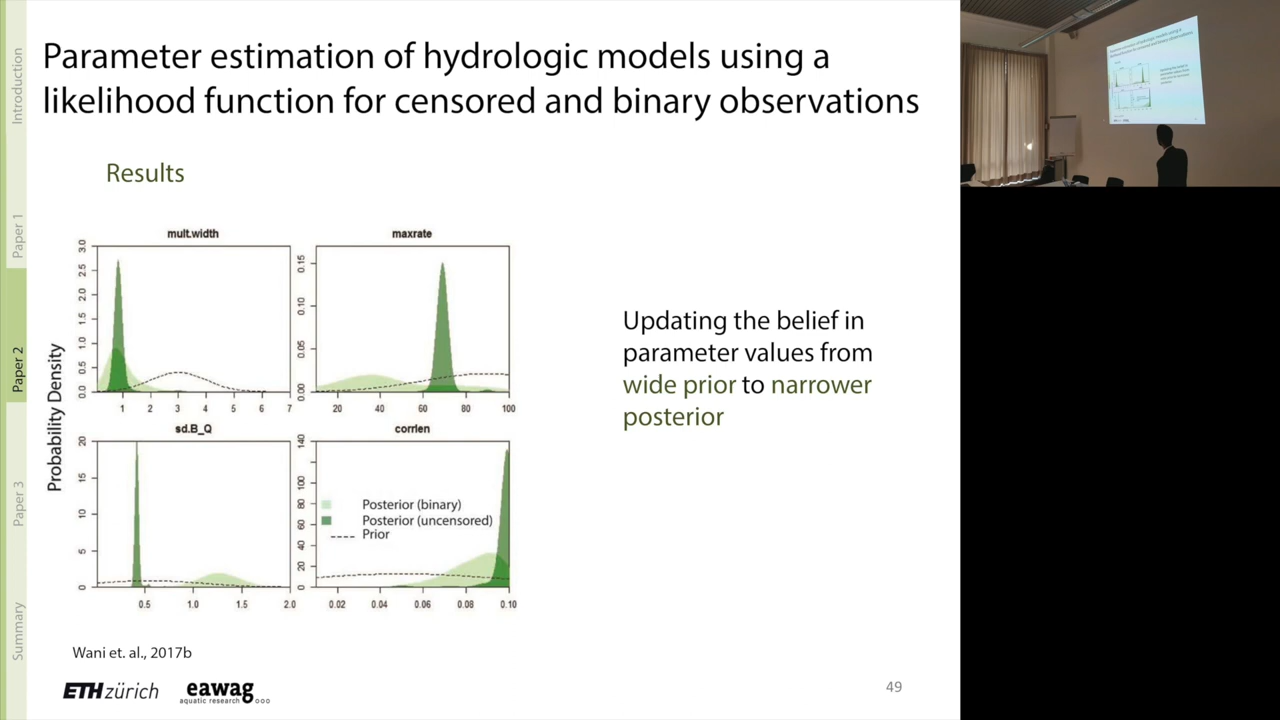 Parameter estimation of hydrologic models using a
likelihood function for censored and binary observations
Introduction
Paper 1
Paper 2
Paper 3
Summary
Results
Probability Density
mult.width
0.0 0.5 1.0 1.5 2.0 2.5 3.0
1 2 3 4 5 6 7
maxrate
0.00 0.05 0.10 0.15
20 40 60 80 100
sd.B_Q
0 5 10 15 20
0.5 1.0 1.5 2.0
corrlen
0 20 40 60 80 100 140
0.02 0.04 0.06 0.08 0.10
Posterior (binary)
Posterior (uncensored)
Prior
Updating the belief in
parameter values from
wide prior to narrower
posterior
Wani et. al., 2017b
ETH zürich
eawag
aquatic research
49